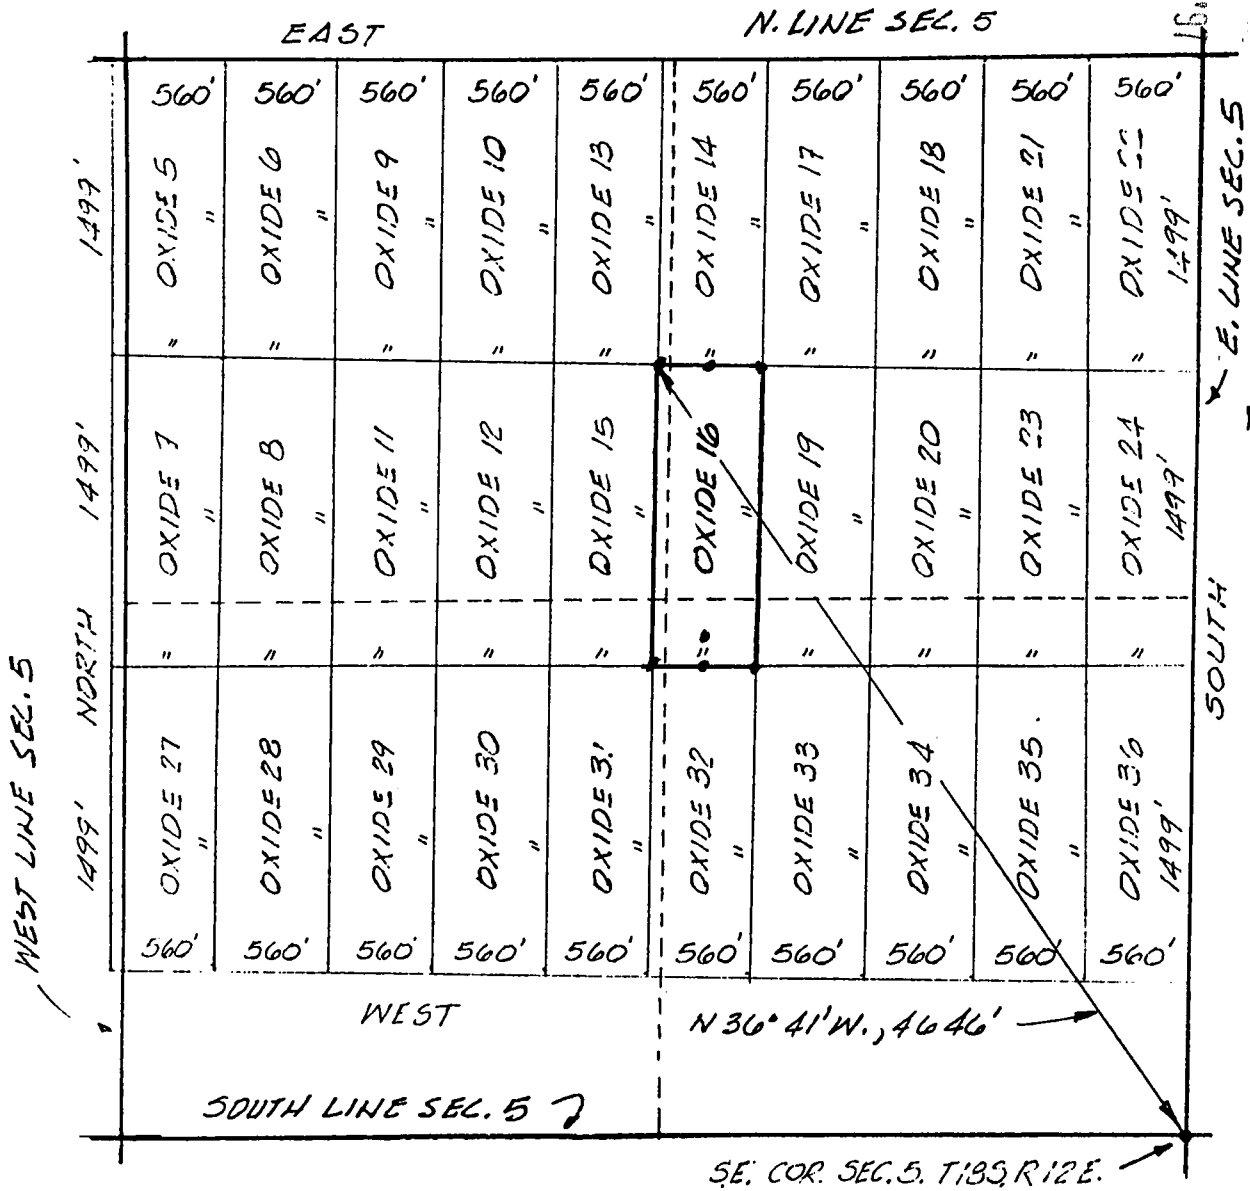 EAST
N. LINE SEC. 5
560' 560' 560' 560' 560' 560' 560' 560' 560' 560'
1499'
OXIDE 5 "
OXIDE 6 "
OXIDE 9 "
OXIDE 10 "
OXIDE 13 "
OXIDE 14 "
OXIDE 17 "
OXIDE 18 "
OXIDE 21 "
OXIDE 22
1499'
E. LINE SEC. 5
" " " " " " " " " "
1499'
OXIDE 7 "
OXIDE 8 "
OXIDE 11 "
OXIDE 12 "
OXIDE 15 "
OXIDE 16 "
OXIDE 19 "
OXIDE 20 "
OXIDE 23 "
OXIDE 24
1499'
NORTH
SOUTH
" " " " " " " " " "
WEST LINE SEC. 5
1499'
OXIDE 27 "
OXIDE 28 "
OXIDE 29 "
OXIDE 30 "
OXIDE 31 "
OXIDE 32 "
OXIDE 33 "
OXIDE 34 "
OXIDE 35. "
OXIDE 36
1499'
560' 560' 560' 560' 560' 560' 560' 560' 560' 560'
WEST
N 36° 41' W., 4646'
SOUTH LINE SEC. 5
S.E. COR. SEC. 5. T18S, R12E.